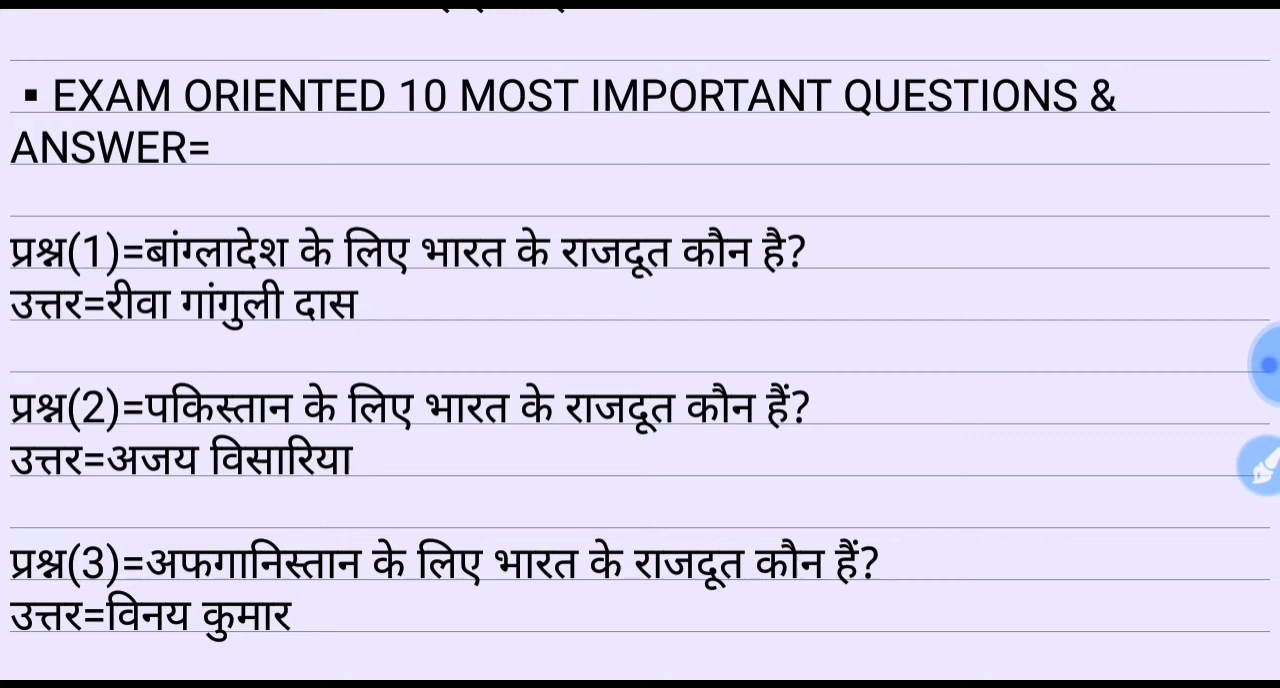 ▪ EXAM ORIENTED 10 MOST IMPORTANT QUESTIONS &
ANSWER=
प्रश्न(1)=बांग्लादेश के लिए भारत के राजदूत कौन है?
उत्तर=रीवा गांगुली दास
प्रश्न(2)=पकिस्तान के लिए भारत के राजदूत कौन हैं?
उत्तर=अजय विसारिया
प्रश्न(3)=अफगानिस्तान के लिए भारत के राजदूत कौन हैं?
उत्तर=विनय कुमार